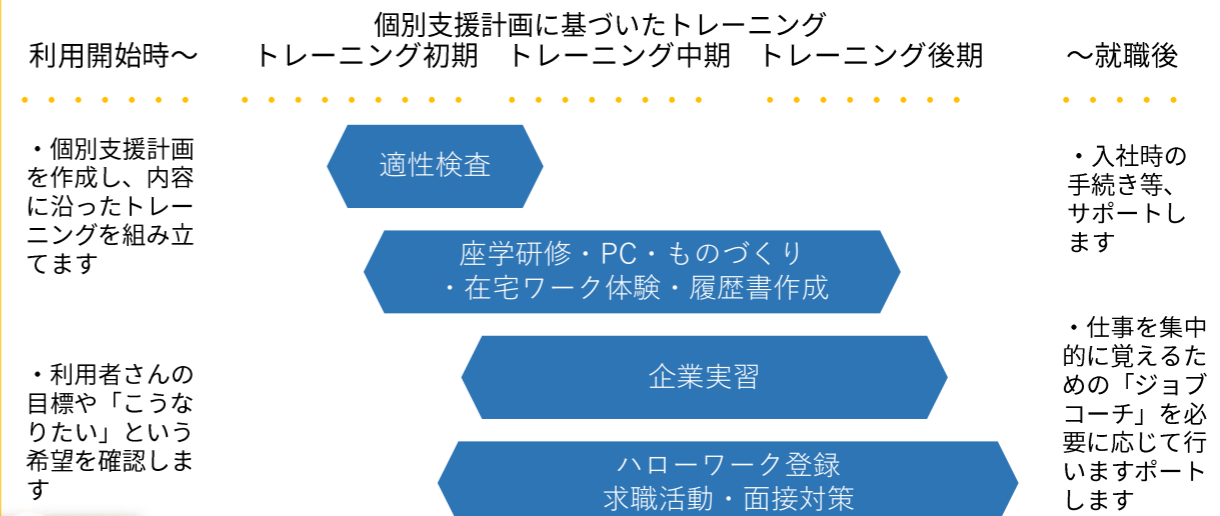 個別支援計画に基づいたトレーニング
利用開始時～
トレーニング初期
トレーニング中期
トレーニング後期
～就職後
・個別支援計画
を作成し、内容
に沿ったトレー
ニングを組み立
てます
・利用者さんの
目標や「こうな
りたい」という
希望を確認しま
す
適性検査
座学研修・PC・ものづくり
・在宅ワーク体験・履歴書作成
企業実習
ハローワーク登録
求職活動・面接対策
・入社時の
手続き等、
サポートし
ます
・仕事を集中
的に覚えるた
めの「ジョブ
コーチ」を必
要に応じて行
いますポート
します